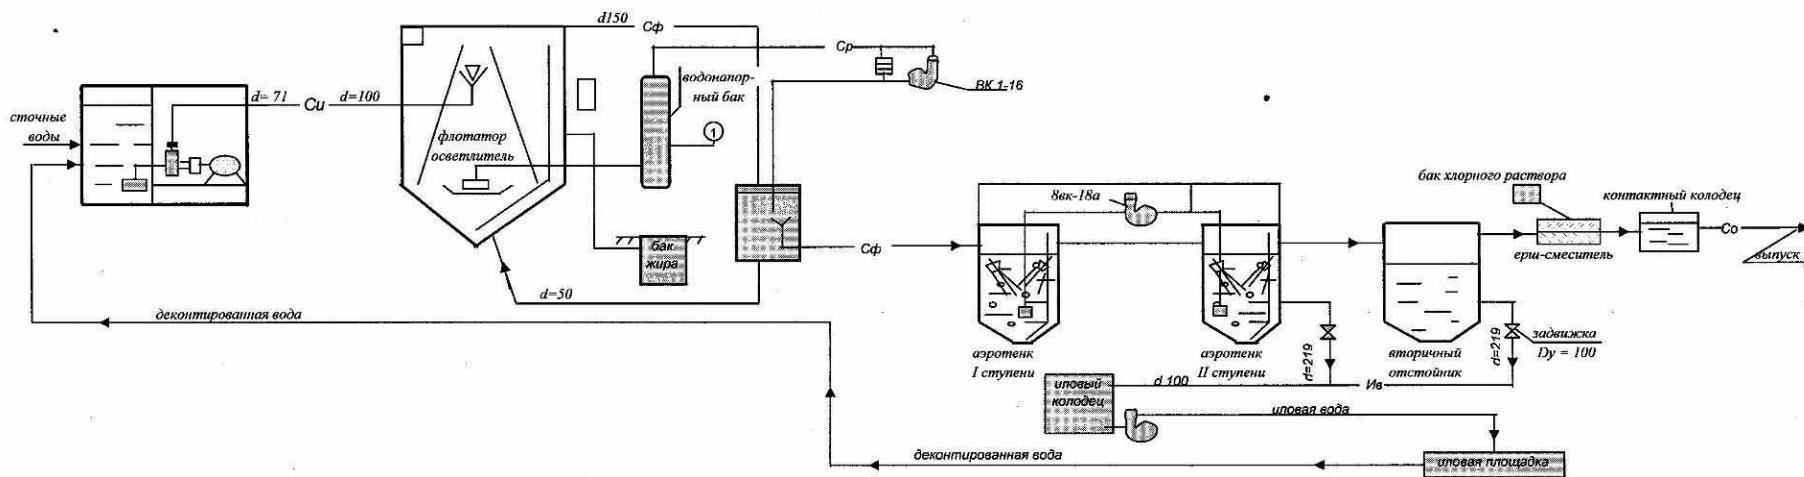 d150
Сф
сточные
воды
d= 71
Си
d=100
флотатор
осветлитель
водонапор-
ный бак
1
Ср
ВК 1-16
бак
жира
d=50
Сф
деконтированная вода
8вк-18а
аэротенк
I ступени
аэротенк
II ступени
d=219
вторичный
отстойник
d=219
задвижка
Dy = 100
бак хлорного раствора
ерш-смеситель
контактный колодец
Со
выпуск
иловый
колодец
d 100
Ив
иловая вода
иловая площадка
деконтированная вода